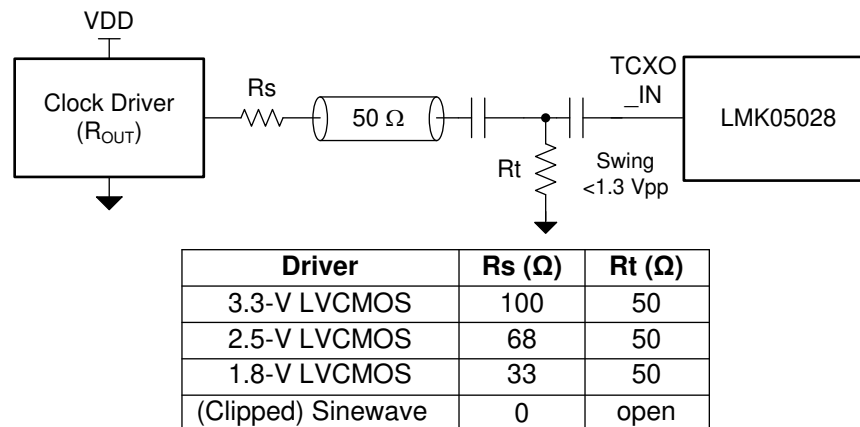 VDD
Clock Driver
(ROUT)
Rs
50 Ω
Rt
TCXO
_IN
Swing
<1.3 Vpp
LMK05028
Driver Rs (Ω) Rt (Ω)
3.3-V LVCMOS 100 50
2.5-V LVCMOS 68 50
1.8-V LVCMOS 33 50
(Clipped) Sinewave 0 open